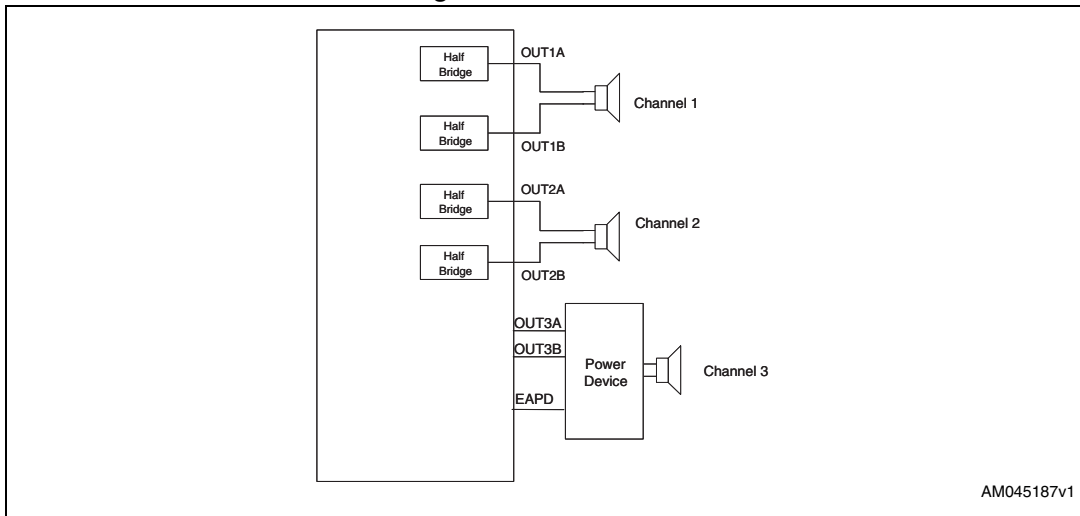 Half
Bridge
OUT1A
Channel 1
Half
Bridge
OUT1B
Half
Bridge
OUT2A
Channel 2
Half
Bridge
OUT2B
OUT3A
OUT3B
Power
Device
Channel 3
EAPD
AM045187v1